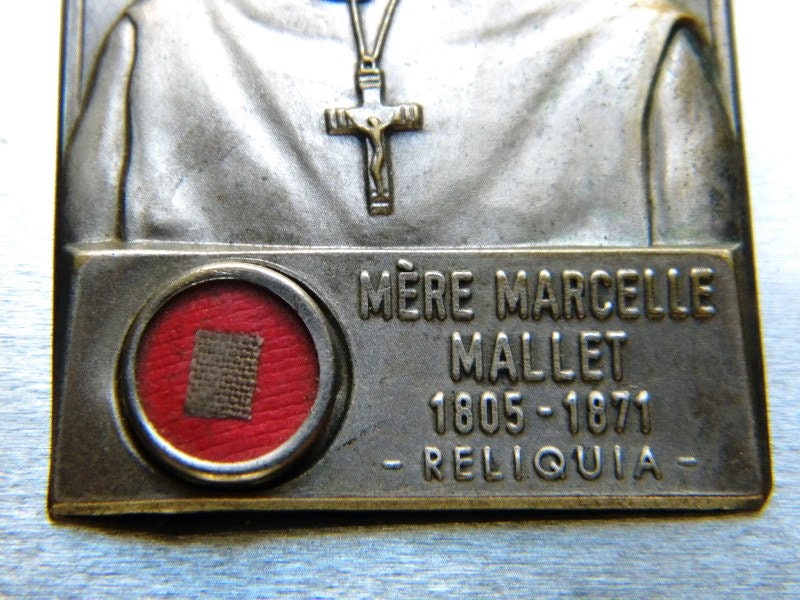 MÈRE MARCELLE
MALLET
1805-1871
- RELIQUIA -